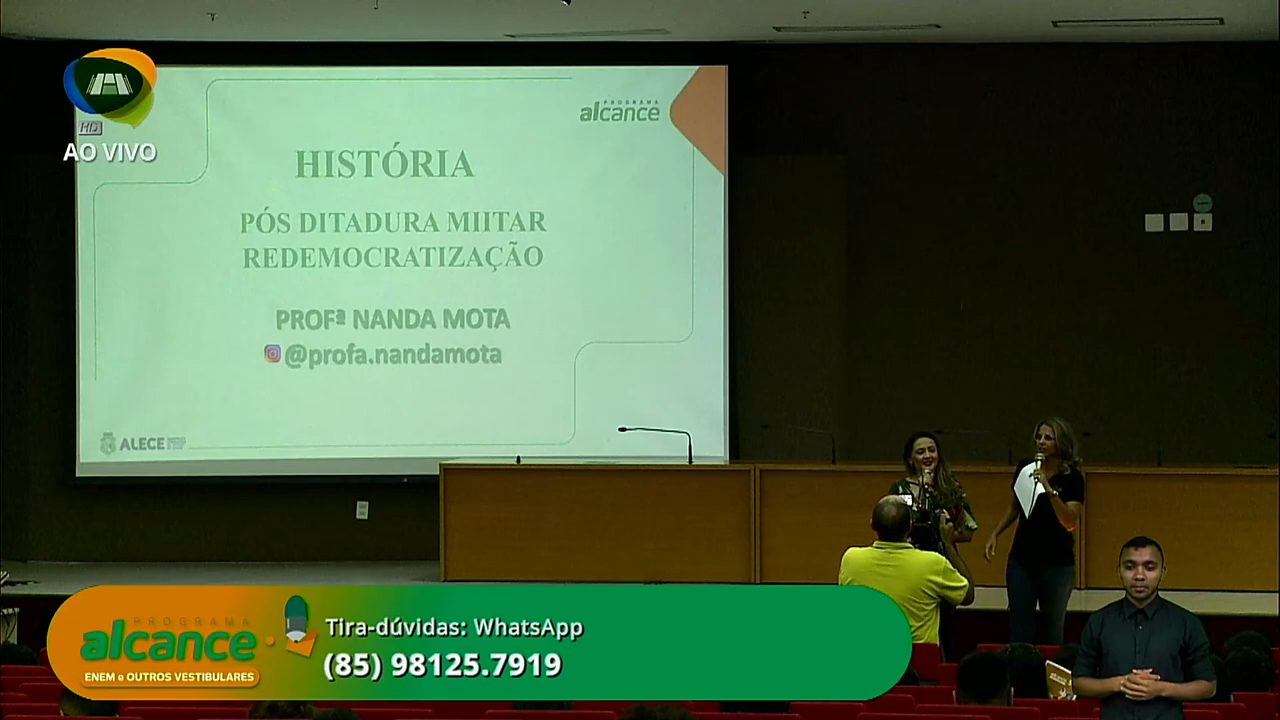 HD
AO VIVO
PROGRAMA
alcance
HISTÓRIA
PÓS DITADURA MIITAR
REDEMOCRATIZAÇÃO
PROFª NANDA MOTA
@profa.nandamota
ALECE
PROGRAMA
alcance
ENEM e OUTROS VESTIBULARES
Tira-dúvidas: WhatsApp
(85) 98125.7919